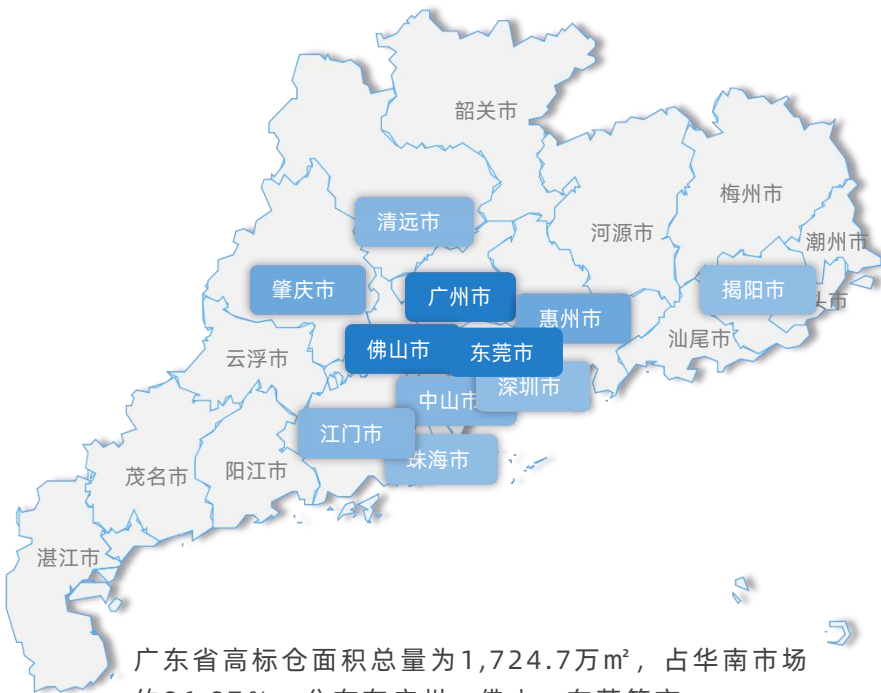 韶关市
梅州市
清远市
河源市
潮州市
肇庆市
广州市
揭阳市
头市
惠州市
汕尾市
佛山市
东莞市
云浮市
深圳市
中山市
江门市
珠海市
茂名市
阳江市
湛江市
广东省高标仓面积总量为1,724.7万㎡，占华南市场